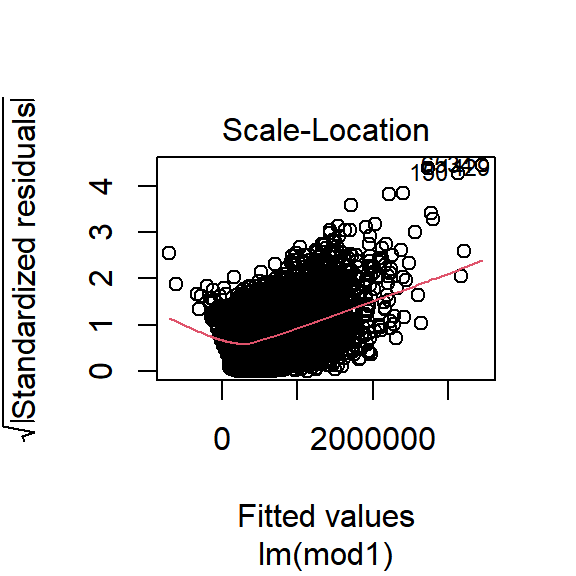 Scale-Location
√|Standardized residuals|
4
3
2
1
0
0 2000000
Fitted values
lm(mod1)